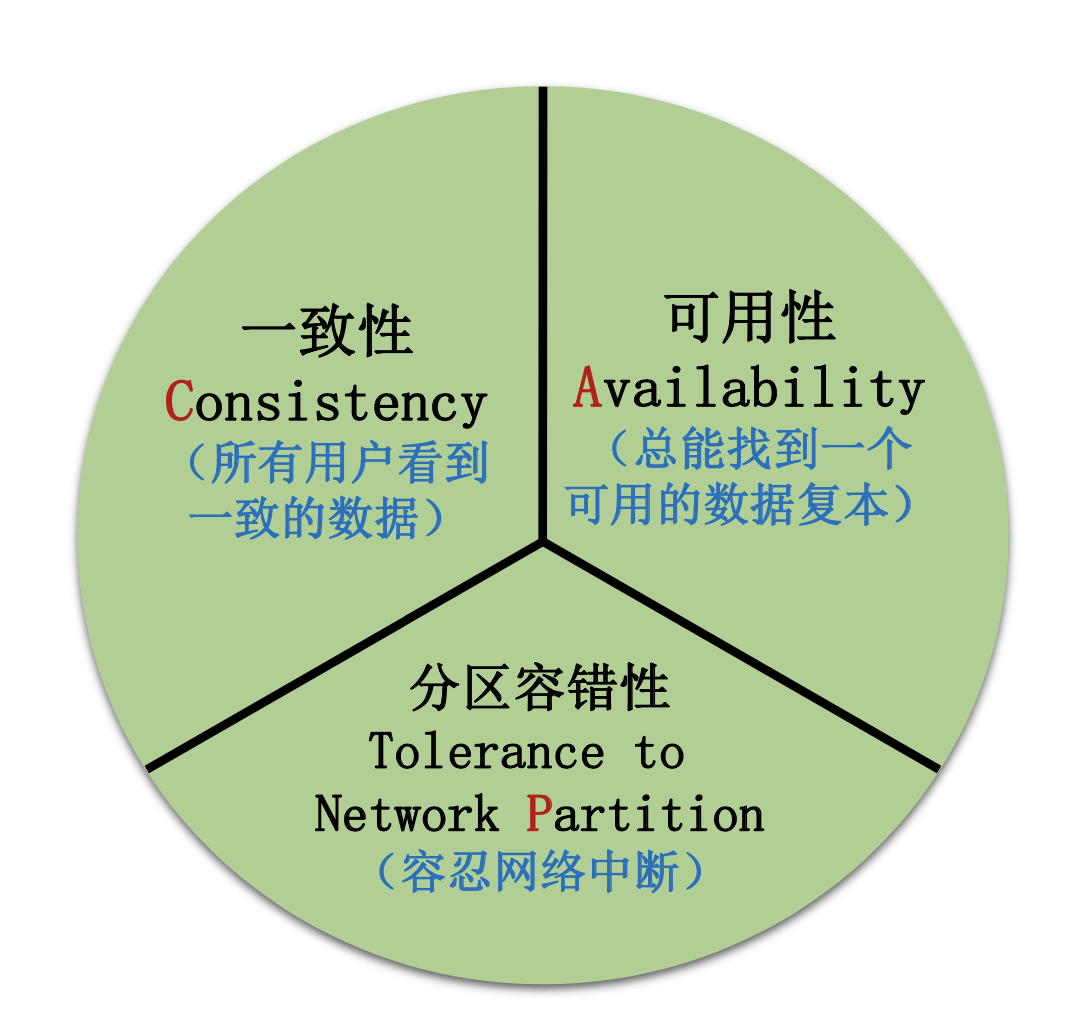 一致性
Consistency
（所有用户看到
一致的数据）
可用性
Availability
（总能找到一个
可用的数据复本）
分区容错性
Tolerance to
Network Partition
（容忍网络中断）